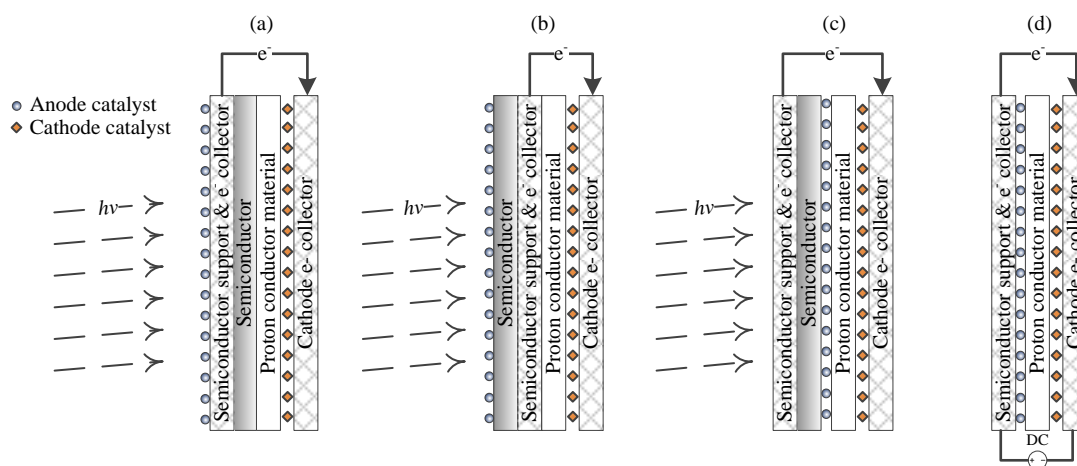 (a)
(b)
(c)
(d)
e-
e-
e-
e-
Anode catalyst
Cathode catalyst
hv
hv
hv
Semiconductor support & e- collector
Semiconductor
Proton conductor material
Cathode e- collector
Semiconductor
Semiconductor support & e- collector
Proton conductor material
Cathode e- collector
Semiconductor support & e- collector
Semiconductor
Proton conductor material
Cathode e- collector
Semiconductor support & e- collector
Proton conductor material
Cathode e- collector
DC
+ -